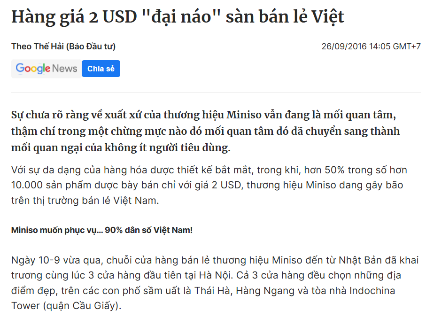 Hàng giá 2 USD "đại náo" sàn bán lẻ Việt
Theo Thế Hải (Báo Đầu tư)
26/09/2016 14:05 GMT+7
Google News
Chia sẻ
Sự chưa rõ ràng về xuất xứ của thương hiệu Miniso vẫn đang là mối quan tâm,
thậm chí trong một chừng mực nào đó mối quan tâm đó đã chuyển sang thành
mối quan ngại của không ít người tiêu dùng.
Với sự da dạng của hàng hóa dược thiết kế bắt mắt, trong khi, hơn 50% trong số hơn
10.000 sản phẩm dược bày bán chỉ với giá 2 USD, thương hiệu Miniso dang gây bão
trên thị trường bán lẻ Việt Nam.
Miniso muốn phục vụ... 90% dân số Việt Nam!
Ngày 10-9 vừa qua, chuỗi cửa hàng bán lẻ thương hiệu Miniso đến từ Nhật Bản đã khai
trương cùng lúc 3 cửa hàng đầu tiên tại Hà Nội. Cả 3 cửa hàng đều chọn những địa
điểm đẹp, trên các con phố sầm uất là Thái Hà, Hàng Ngang và tòa nhà Indochina
Tower (quận Cầu Giấy).